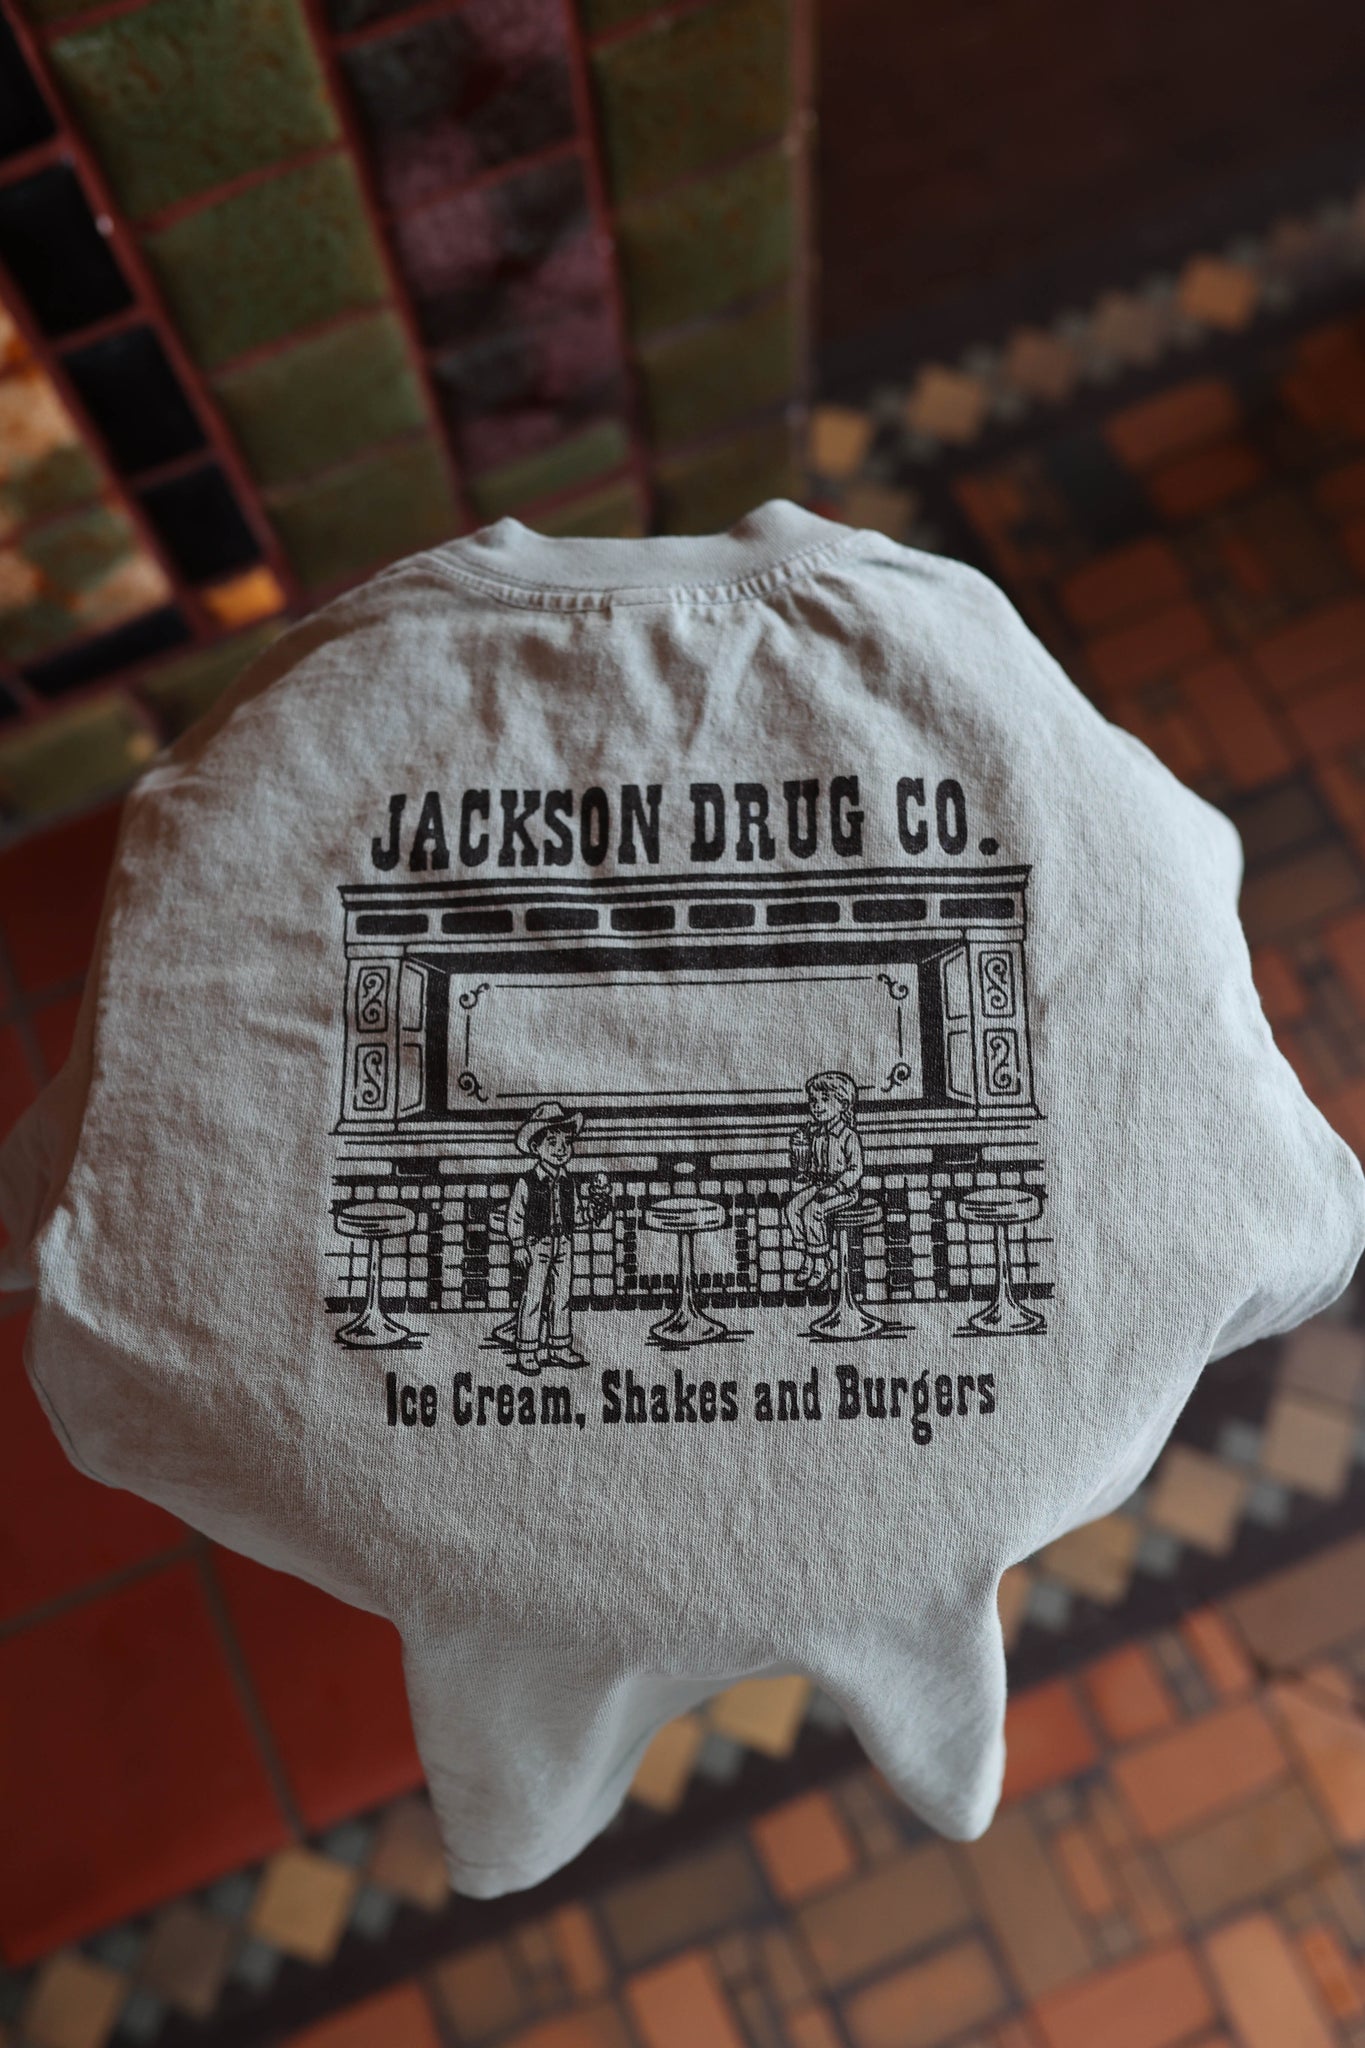 JACKSON DRUG CO.
Ice Cream, Shakes and Burgers